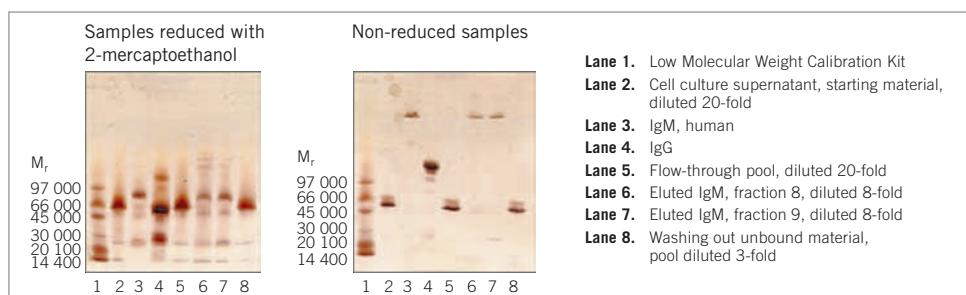 Samples reduced with
2-mercaptoethanol
Mr
97 000
66 000
45 000
30 000
20 100
14 400
1 2 3 4 5 6 7 8
Non-reduced samples
Mr
97 000
66 000
45 000
30 000
20 100
14 400
1 2 3 4 5 6 7 8
Lane 1. Low Molecular Weight Calibration Kit
Lane 2. Cell culture supernatant, starting material,
diluted 20-fold
Lane 3. IgM, human
Lane 4. IgG
Lane 5. Flow-through pool, diluted 20-fold
Lane 6. Eluted IgM, fraction 8, diluted 8-fold
Lane 7. Eluted IgM, fraction 9, diluted 8-fold
Lane 8. Washing out unbound material,
pool diluted 3-fold